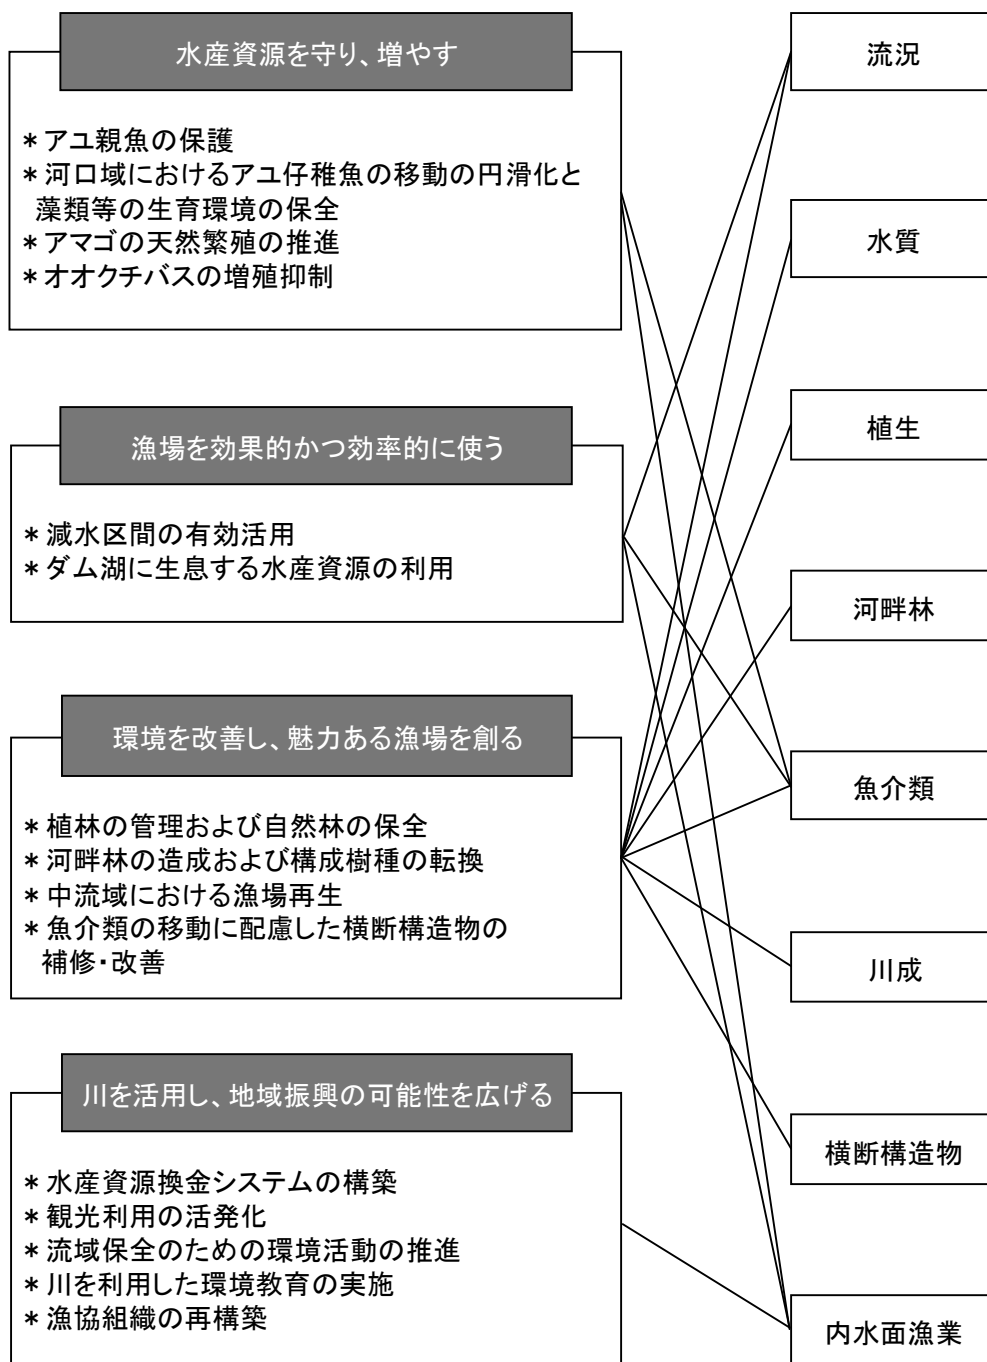 水産資源を守り、増やす
＊アユ親魚の保護
＊河口域におけるアユ仔稚魚の移動の円滑化と
藻類等の生育環境の保全
＊アマゴの天然繁殖の推進
＊オオクチバスの増殖抑制
漁場を効果的かつ効率的に使う
＊減水区間の有効活用
＊ダム湖に生息する水産資源の利用
環境を改善し、魅力ある漁場を創る
＊植林の管理および自然林の保全
＊河畔林の造成および構成樹種の転換
＊中流域における漁場再生
＊魚介類の移動に配慮した横断構造物の
補修・改善
川を活用し、地域振興の可能性を広げる
＊水産資源換金システムの構築
＊観光利用の活発化
＊流域保全のための環境活動の推進
＊川を利用した環境教育の実施
＊漁協組織の再構築
流況
水質
植生
河畔林
魚介類
川成
横断構造物
内水面漁業